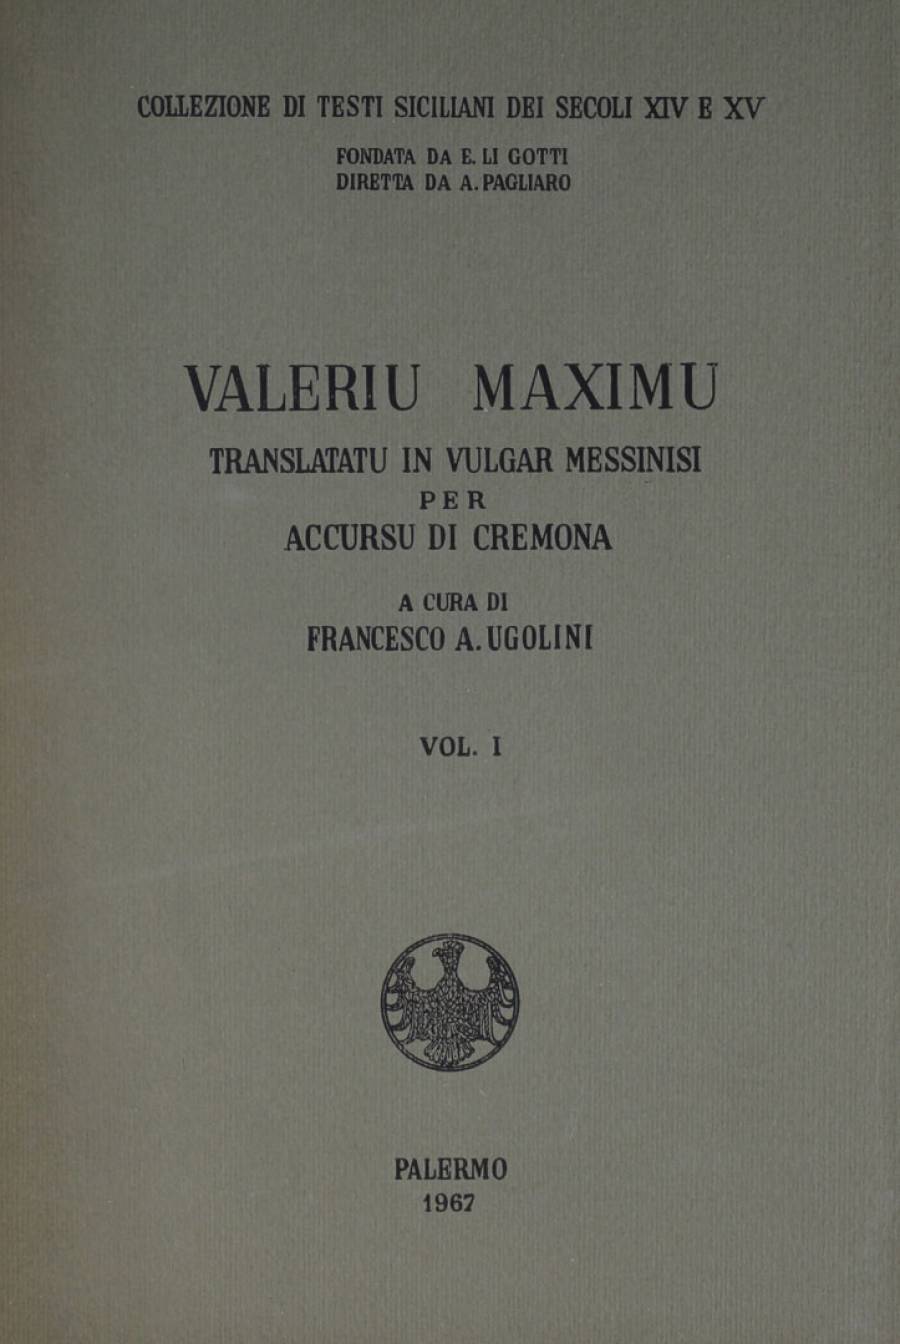 COLLEZIONE DI TESTI SICILIANI DEI SECOLI XIV E XV
FONDATA DA E. LI GOTTI
DIRETTA DA A. PAGLIARO
VALERIU MAXIMU
TRANSLATATU IN VULGAR MESSINISI
PER
ACCURSU DI CREMONA
A CURA DI
FRANCESCO A. UGOLINI
VOL. I
PALERMO
1967